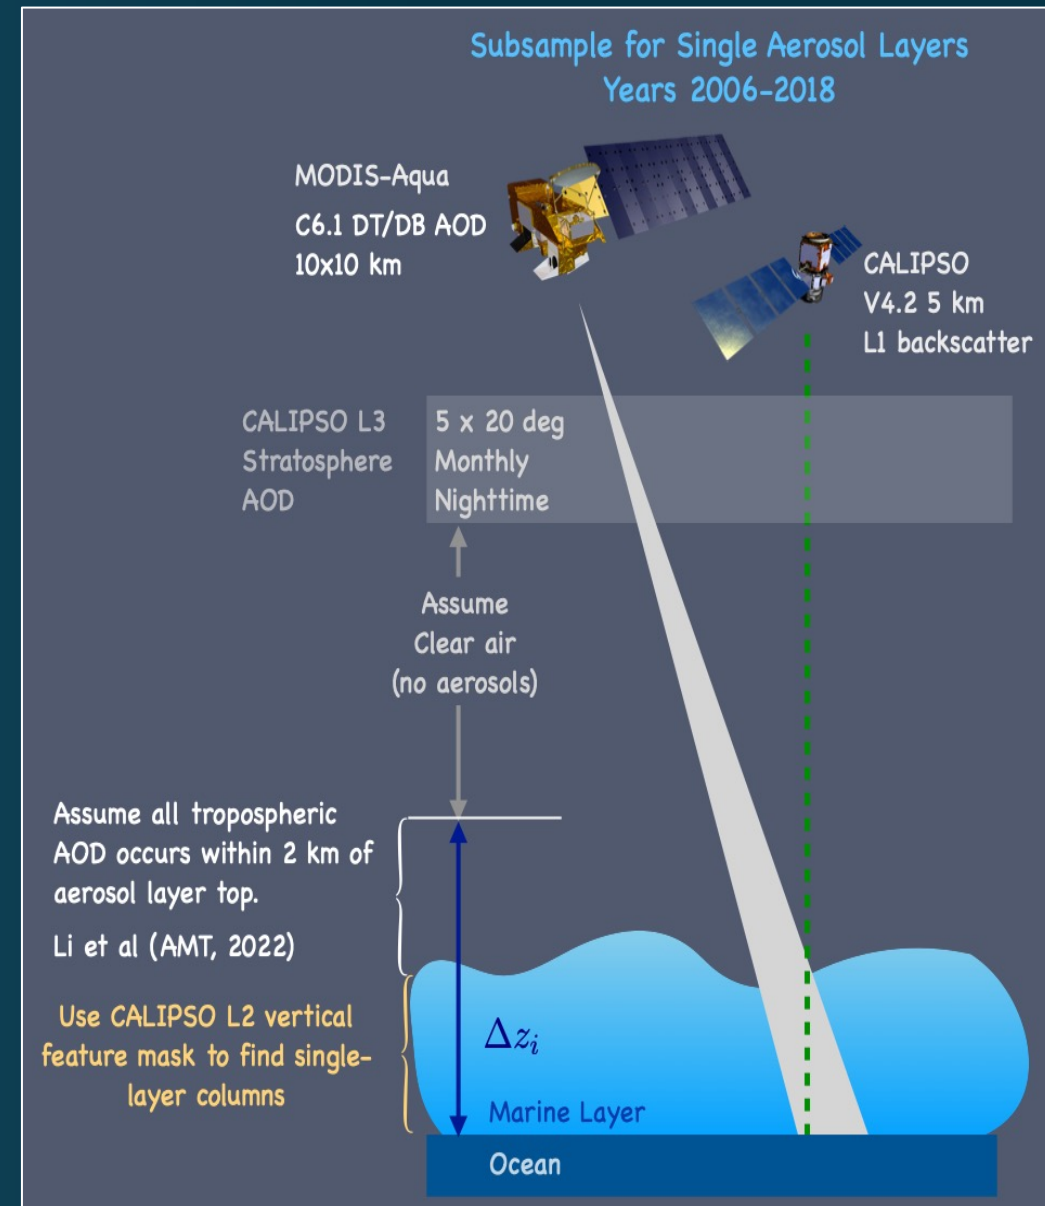 Subsample for Single Aerosol Layers
Years 2006-2018
MODIS-Aqua
C6.1 DT/DB AOD
10x10 km
CALIPSO
V4.2 5 km
L1 backscatter
CALIPSO L3
Stratosphere
AOD
5 x 20 deg
Monthly
Nighttime
Assume
Clear air
(no aerosols)
Assume all tropospheric
AOD occurs within 2 km of
aerosol layer top.
Li et al (AMT, 2022)
Use CALIPSO L2 vertical
feature mask to find single-
layer columns
Δzᵢ
Marine Layer
Ocean